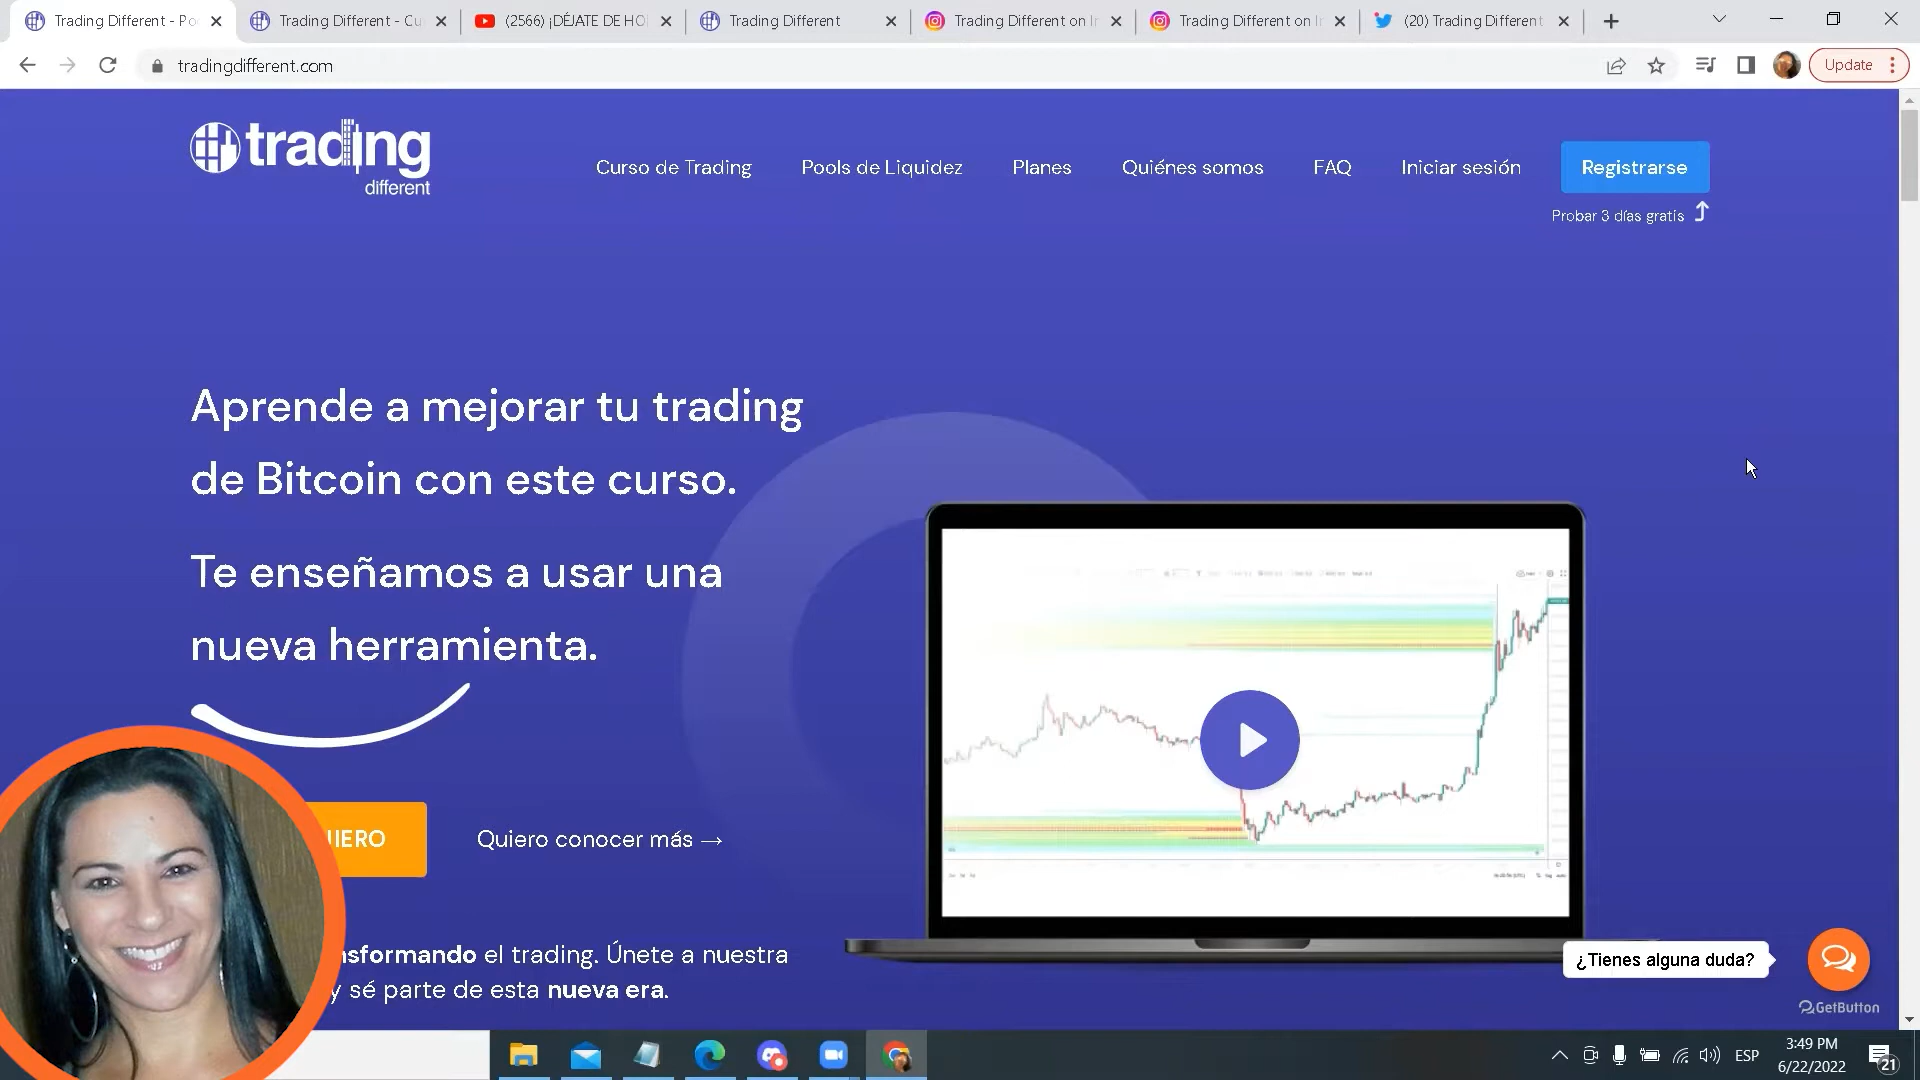 Trading Different - Po
Trading Different - Cu
(2566) ¡DÉJATE DE HO
Trading Different
Trading Different on I
Trading Different on I
(20) Trading Different
tradingdifferent.com
Update
trading
different
Curso de Trading
Pools de Liquidez
Planes
Quiénes somos
FAQ
Iniciar sesión
Registrarse
Probar 3 días gratis
Aprende a mejorar tu trading
de Bitcoin con este curso.
Te enseñamos a usar una
nueva herramienta.
UIERO
Quiero conocer más →
nsformando el trading. Únete a nuestra
y sé parte de esta nueva era.
¿Tienes alguna duda?
GetButton
ESP
3:49 PM
6/22/2022
21